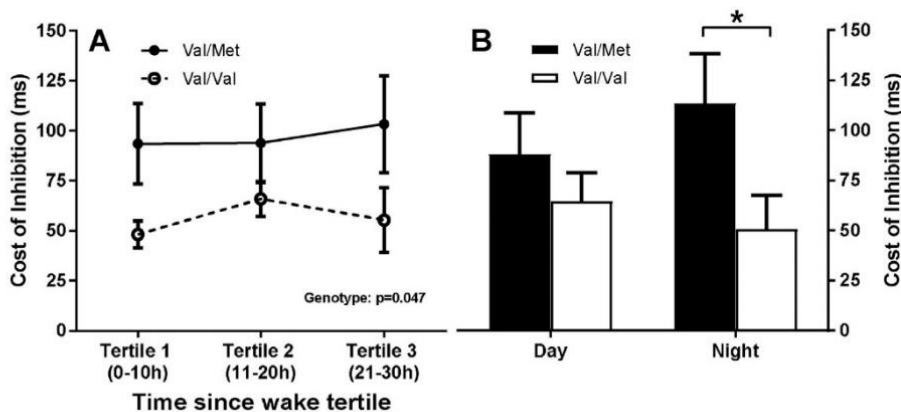 A
Val/Met
Val/Val
Cost of Inhibition (ms)
150
125
100
75
50
25
0
Genotype: p=0.047
Tertile 1
(0-10h)
Tertile 2
(11-20h)
Tertile 3
(21-30h)
Time since wake tertile
B
Val/Met
Val/Val
*
150
125
100
75
50
25
0
Cost of Inhibition (ms)
Day
Night